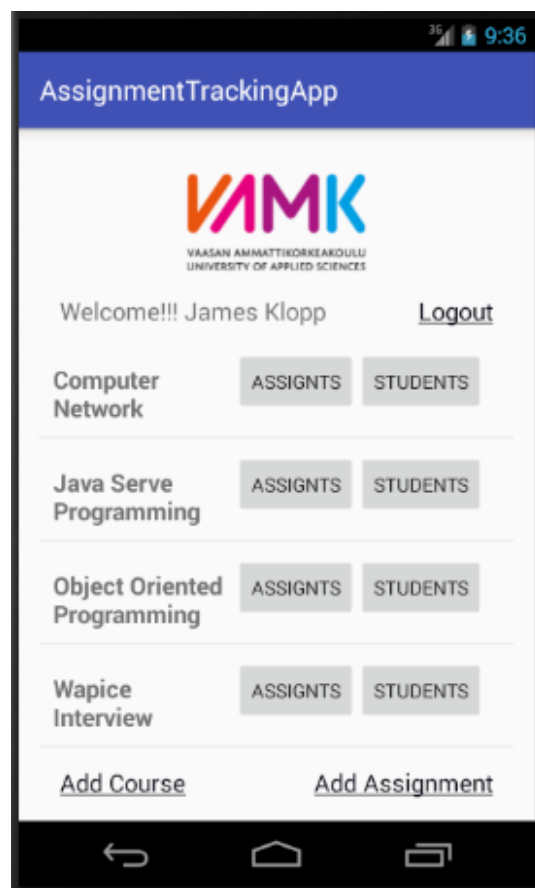 3G 9:36
AssignmentTrackingApp
VAMK
VAASAN AMMATTIKORKEAKOULU
UNIVERSITY OF APPLIED SCIENCES
Welcome!!! James Klopp Logout
Computer
Network
ASSIGNTS STUDENTS
Java Serve
Programming
ASSIGNTS STUDENTS
Object Oriented
Programming
ASSIGNTS STUDENTS
Wapice
Interview
ASSIGNTS STUDENTS
Add Course Add Assignment